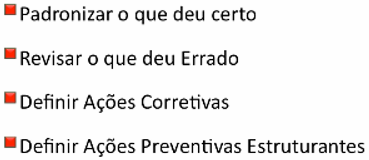 Padronizar o que deu certo
Revisar o que deu Errado
Definir Ações Corretivas
Definir Ações Preventivas Estruturantes